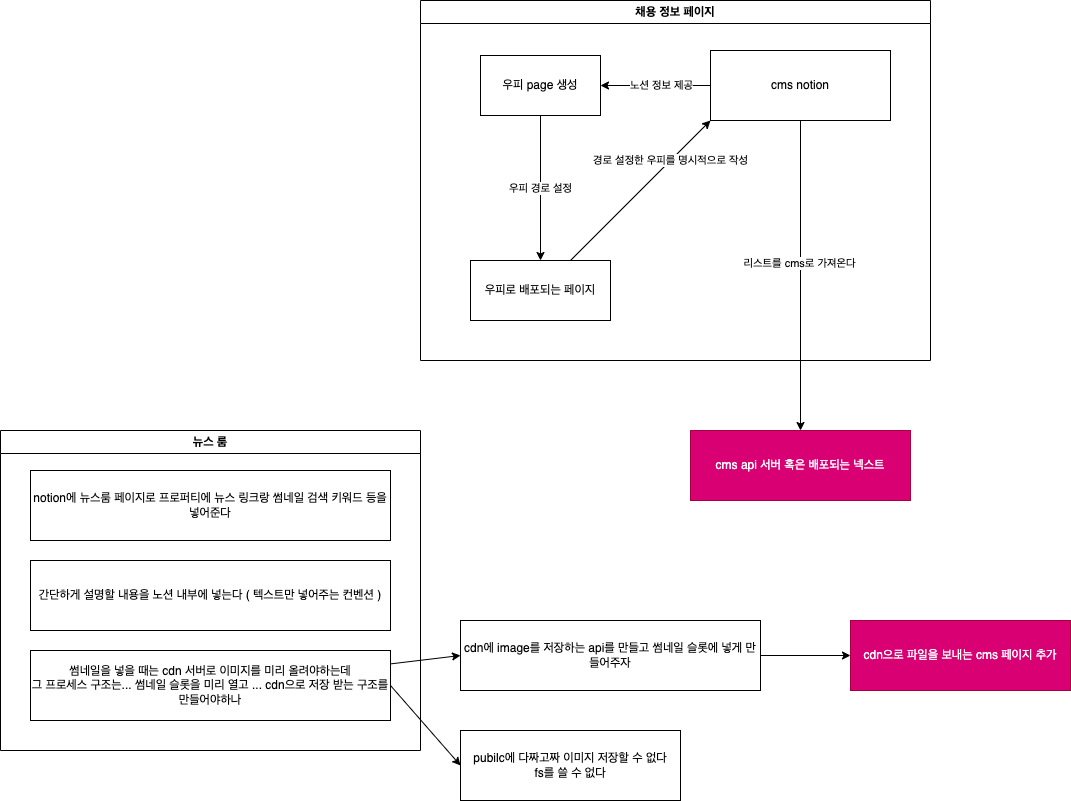 채용 정보 페이지
우피 page 생성
노션 정보 제공
cms notion
경로 설정한 우피를 명시적으로 작성
우피 경로 설정
리스트를 cms로 가져온다
우피로 배포되는 페이지
cms api 서버 혹은 배포되는 넥스트
뉴스 룸
notion에 뉴스룸 페이지로 프로퍼티에 뉴스 링크랑 썸네일 검색 키워드 등을
넣어준다
간단하게 설명할 내용을 노션 내부에 넣는다 ( 텍스트만 넣어주는 컨벤션 )
썸네일을 넣을 때는 cdn 서버로 이미지를 미리 올려야하는데
그 프로세스 구조는... 썸네일 슬롯을 미리 열고 ... cdn으로 저장 받는 구조를
만들어야하나
cdn에 image를 저장하는 api를 만들고 썸네일 슬롯에 넣게 만
들어주자
cdn으로 파일을 보내는 cms 페이지 추가
pubilc에 다짜고짜 이미지 저장할 수 없다
fs를 쓸 수 없다